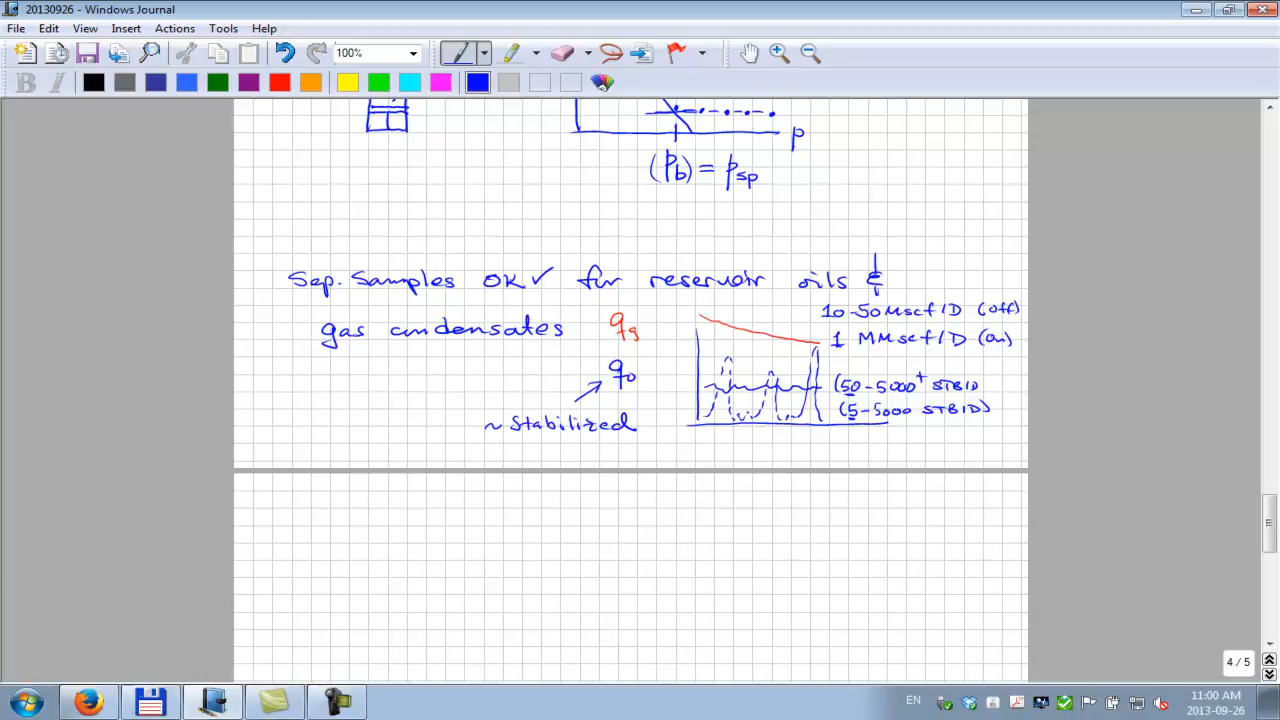 20130926 - Windows Journal
File Edit View Insert Actions Tools Help
100%
B I
p
(Pb) = Psp
Sep. Samples OK ✓ for reservoir oils &
gas condensates
qg
10-50 Mscf/D (Off)
1 MMscf/D (On)
qo
(50-5000+ STB/D
(5-5000 STB/D)
~ Stabilized
4 / 5
EN
11:00 AM
2013-09-26